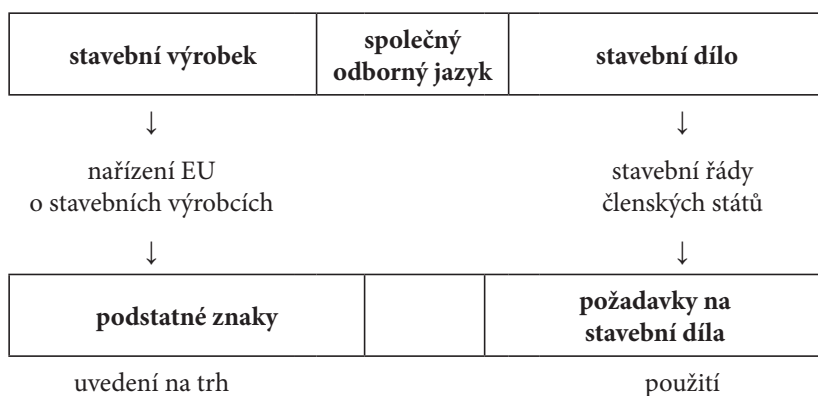 stavební výrobek
společný
odborný jazyk
stavební dílo
↓
↓
nařízení EU
o stavebních výrobcích
stavební řády
členských států
↓
↓
podstatné znaky
požadavky na
stavební díla
uvedení na trh
použití